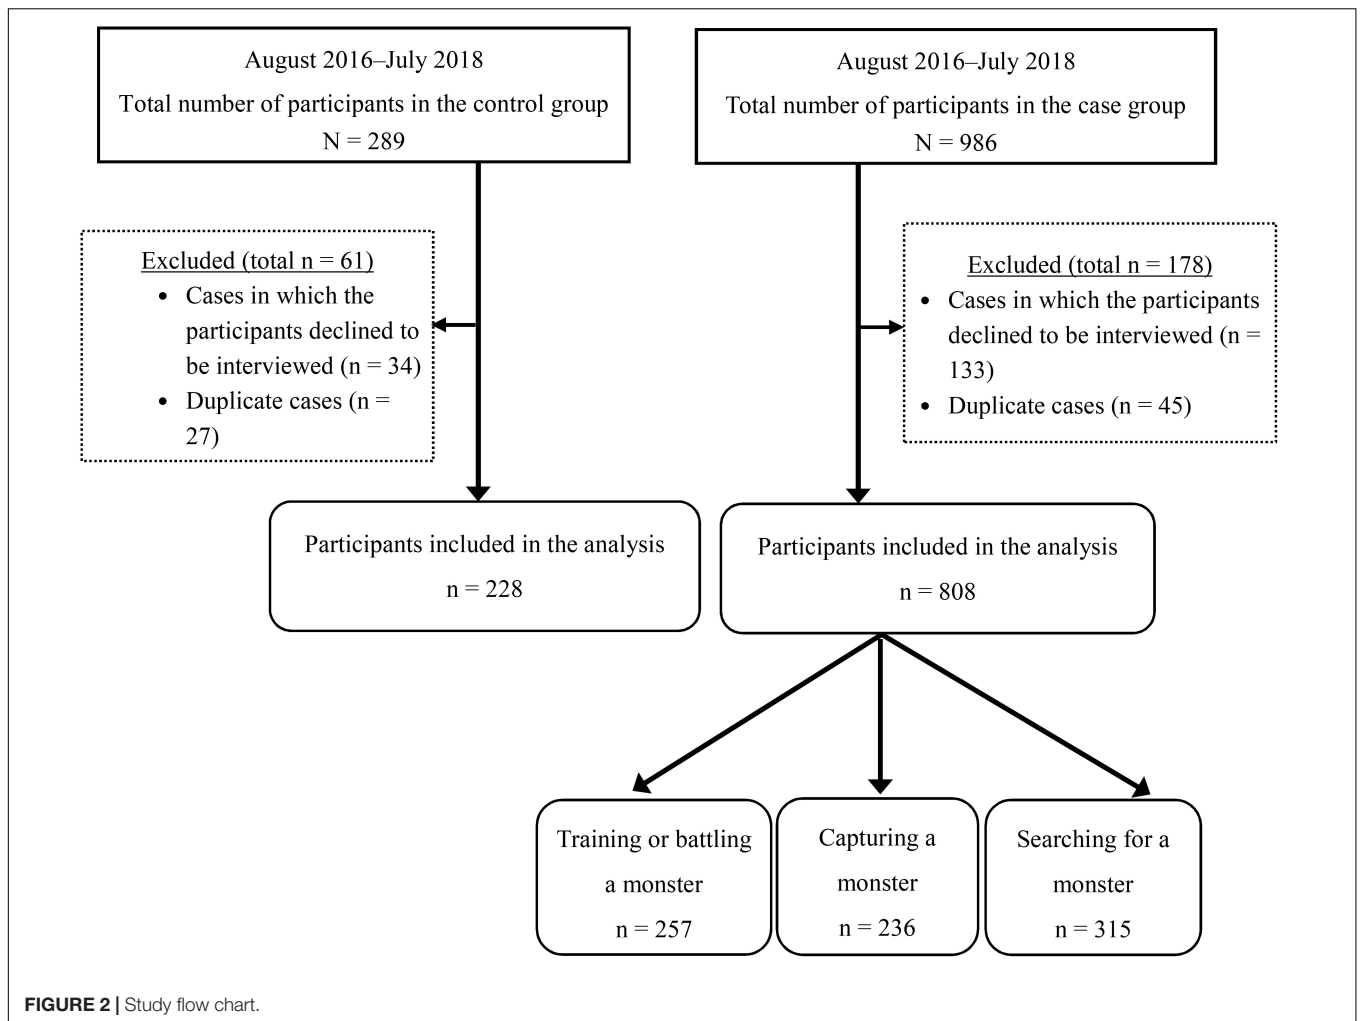 August 2016–July 2018
Total number of participants in the control group
N = 289
August 2016–July 2018
Total number of participants in the case group
N = 986
Excluded (total n = 61)
• Cases in which the
participants declined to
be interviewed (n = 34)
• Duplicate cases (n =
27)
Excluded (total n = 178)
• Cases in which the participants
declined to be interviewed (n =
133)
• Duplicate cases (n = 45)
Participants included in the analysis
n = 228
Participants included in the analysis
n = 808
Training or battling
a monster
n = 257
Capturing a
monster
n = 236
Searching for a
monster
n = 315
FIGURE 2 | Study flow chart.